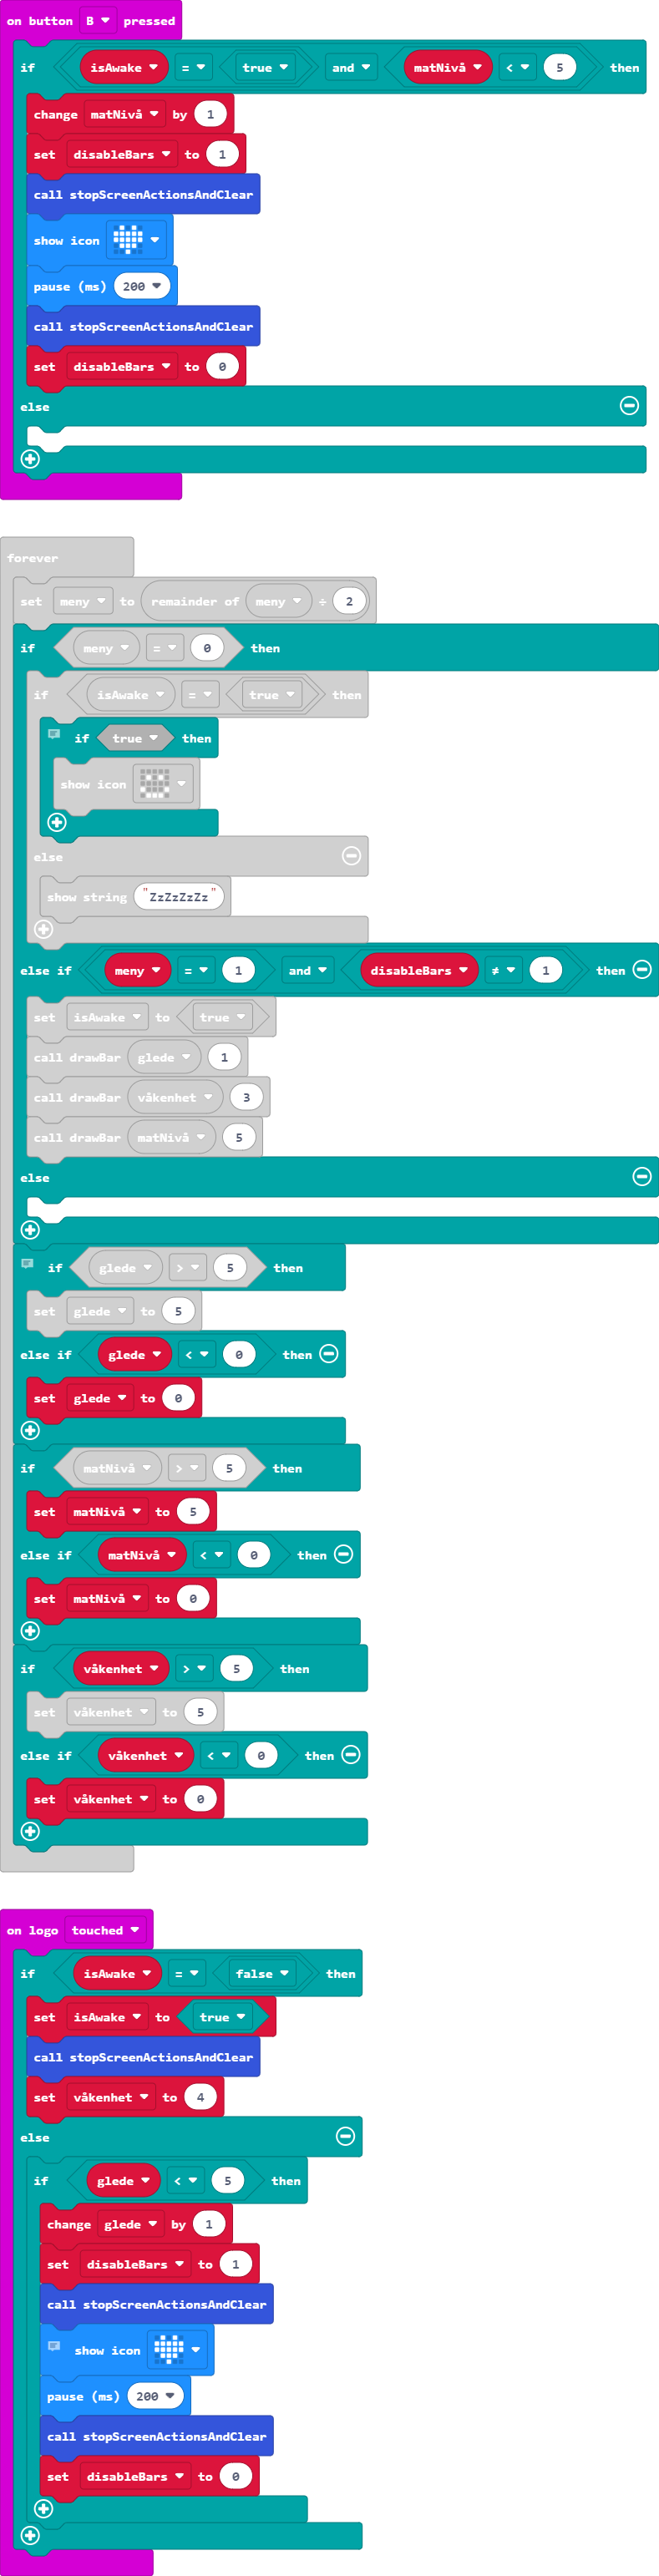 on button B pressed
if isAwake = true and matNivå < 5 then
change matNivå by 1
set disableBars to 1
call stopScreenActionsAndClear
show icon
pause (ms) 200
call stopScreenActionsAndClear
set disableBars to 0
else
forever
set meny to remainder of meny ÷ 2
if meny = 0 then
if isAwake = true then
if true then
show icon
else
show string "ZzZzZzZz"
else if meny = 1 and disableBars ≠ 1 then
set isAwake to true
call drawBar glede 1
call drawBar våkenhet 3
call drawBar matNivå 5
else
if glede > 5 then
set glede to 5
else if glede < 0 then
set glede to 0
if matNivå > 5 then
set matNivå to 5
else if matNivå < 0 then
set matNivå to 0
if våkenhet > 5 then
set våkenhet to 5
else if våkenhet < 0 then
set våkenhet to 0
on logo touched
if isAwake = false then
set isAwake to true
call stopScreenActionsAndClear
set våkenhet to 4
else
if glede < 5 then
change glede by 1
set disableBars to 1
call stopScreenActionsAndClear
show icon
pause (ms) 200
call stopScreenActionsAndClear
set disableBars to 0